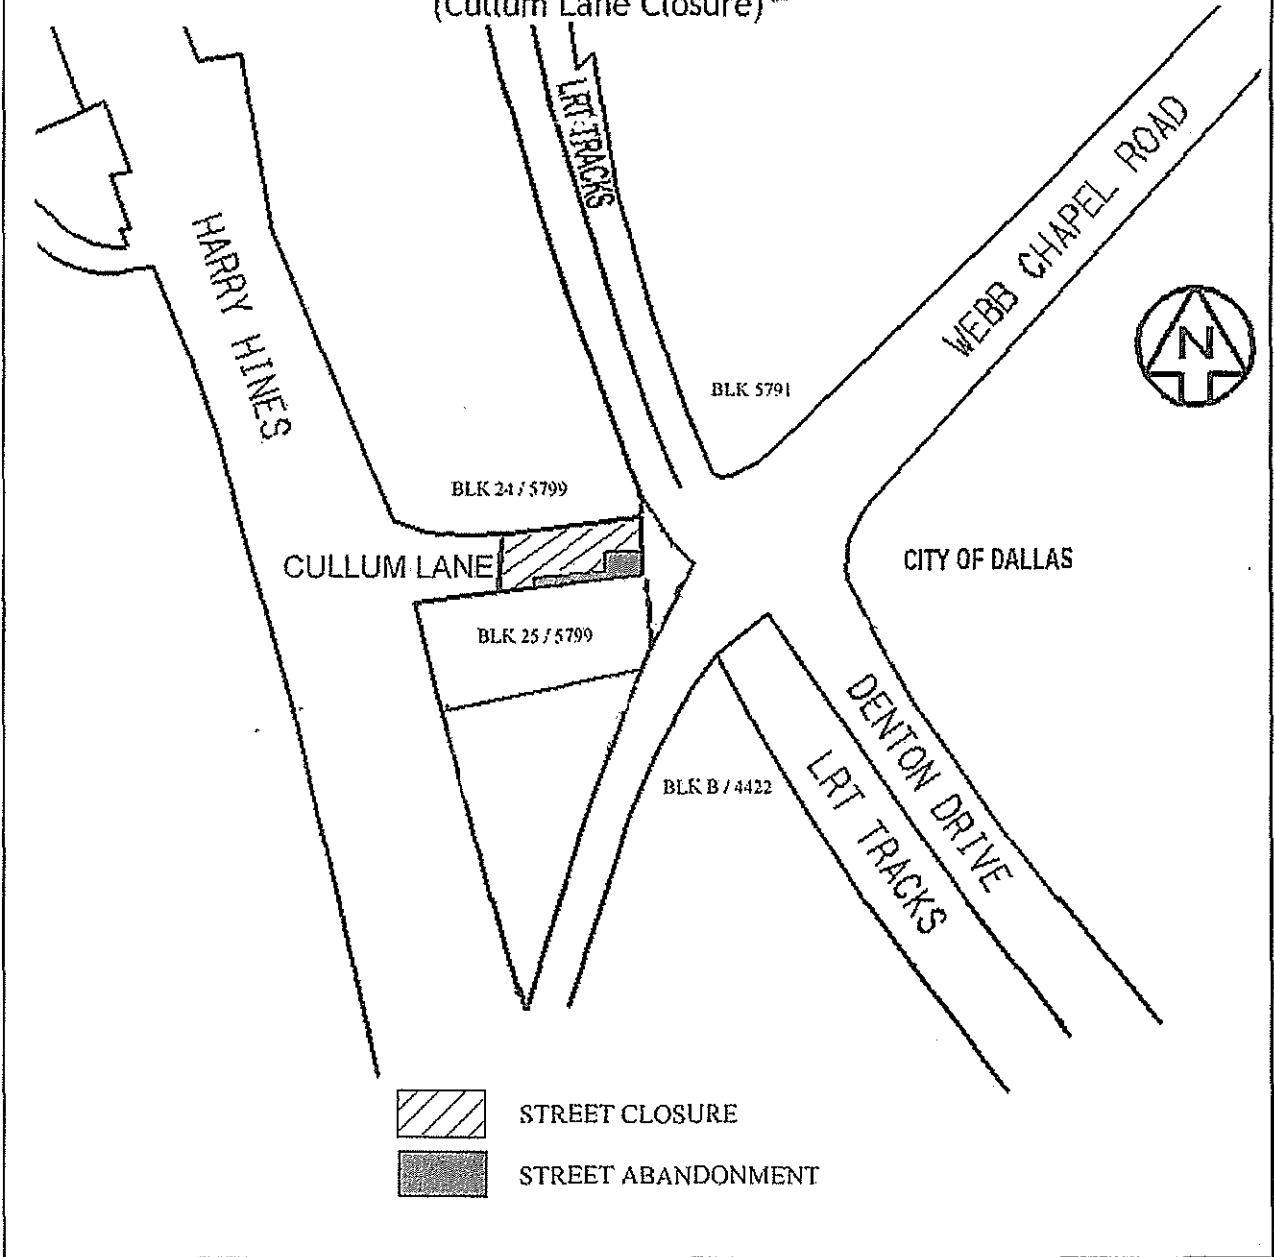 (Cullum Lane Closure)
LRT TRACKS
WEBB CHAPEL ROAD
HARRY HINES
N
BLK 5791
BLK 24 / 5799
CULLUM LANE
CITY OF DALLAS
BLK 25 / 5799
DENTON DRIVE
LRT TRACKS
BLK B / 4422
STREET CLOSURE
STREET ABANDONMENT